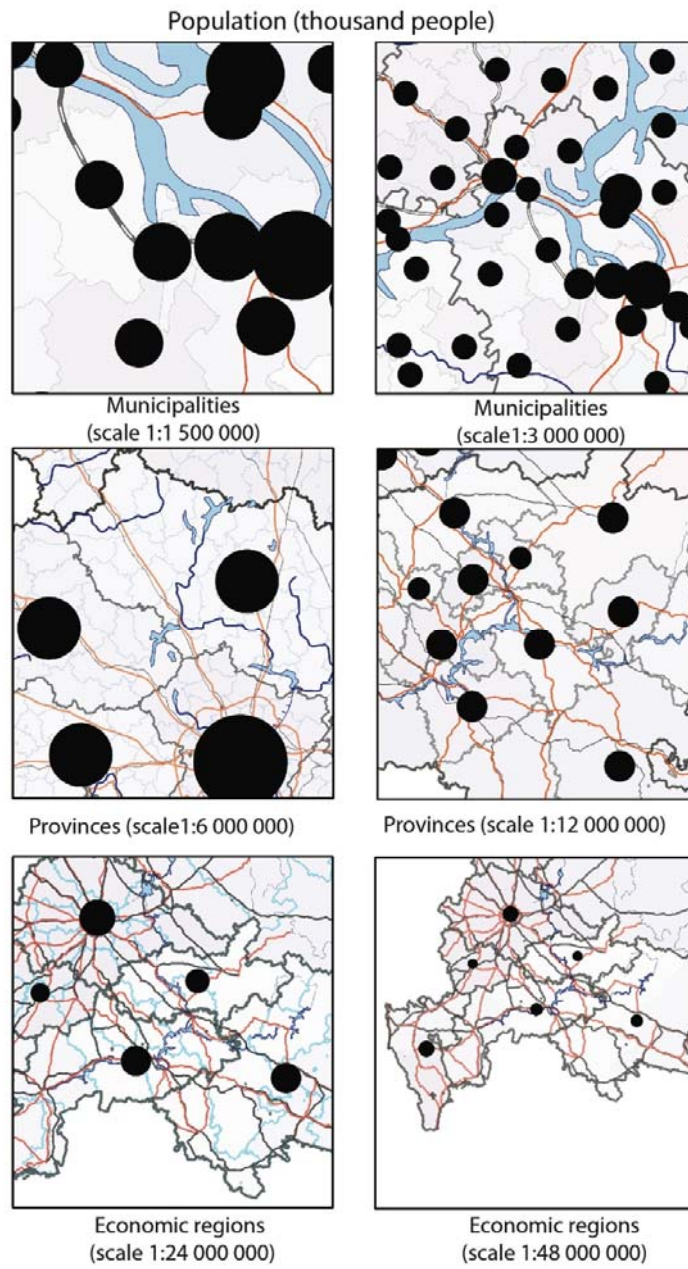 Population (thousand people)
Municipalities
(scale 1:1 500 000)
Municipalities
(scale1:3 000 000)
Provinces (scale1:6 000 000)
Provinces (scale 1:12 000 000)
Economic regions
(scale 1:24 000 000)
Economic regions
(scale 1:48 000 000)